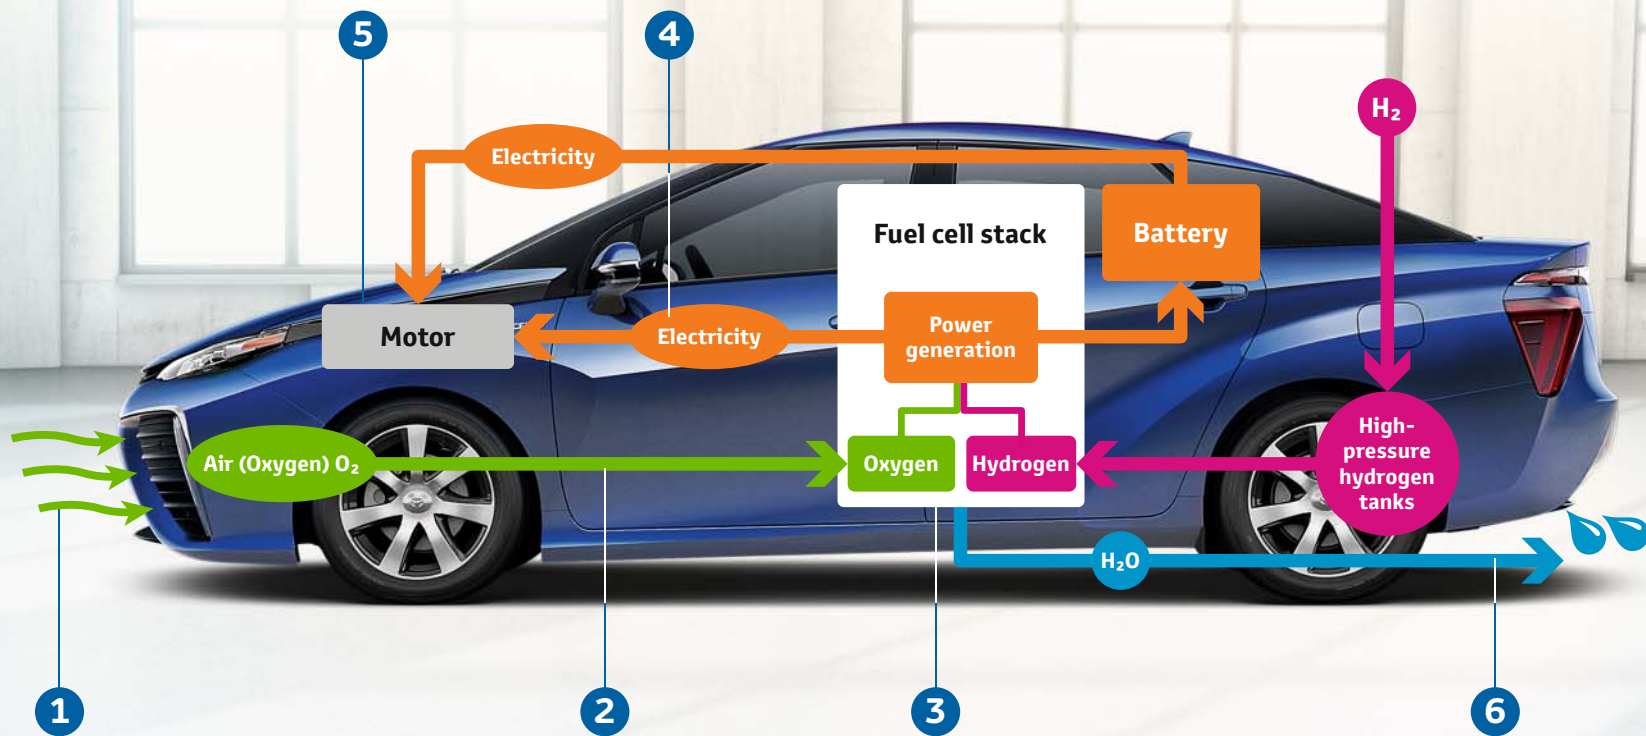 5
4
H₂
Electricity
Fuel cell stack
Battery
Motor
Electricity
Power
generation
Air (Oxygen) O₂
Oxygen
Hydrogen
High-
pressure
hydrogen
tanks
H₂O
1
2
3
6